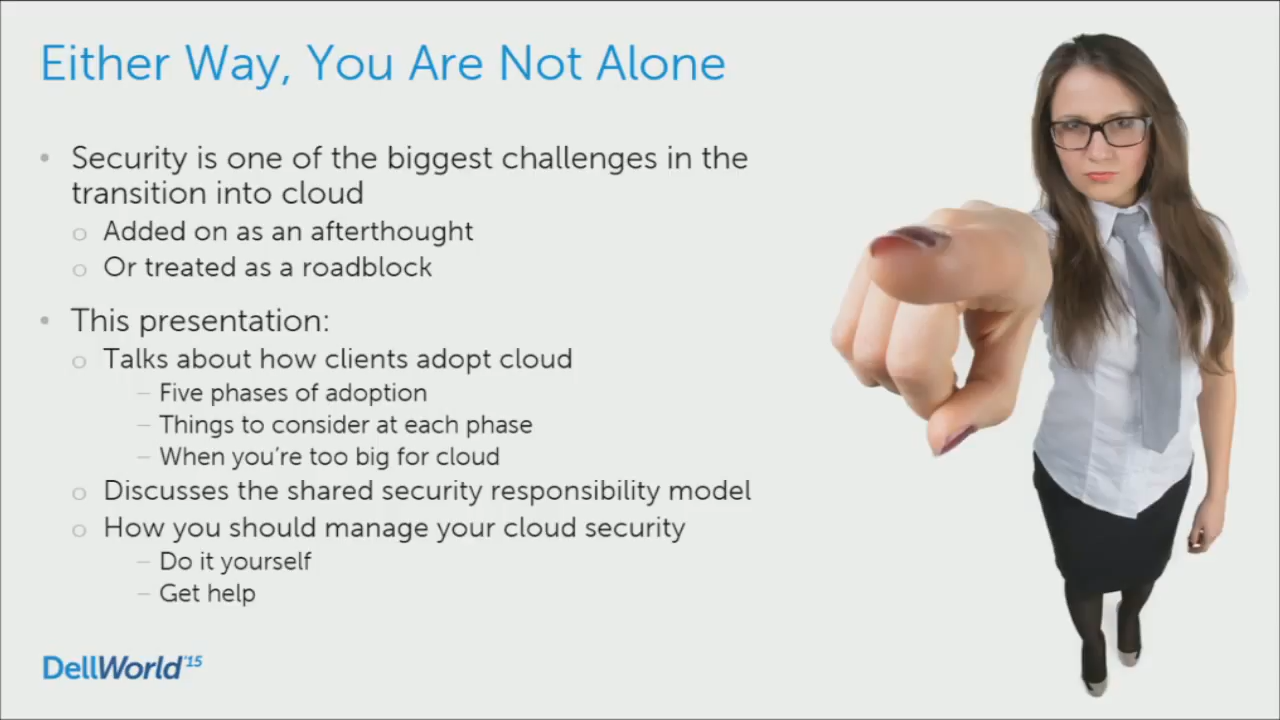 Either Way, You Are Not Alone
• Security is one of the biggest challenges in the
transition into cloud
o Added on as an afterthought
o Or treated as a roadblock
• This presentation:
o Talks about how clients adopt cloud
– Five phases of adoption
– Things to consider at each phase
– When you're too big for cloud
o Discusses the shared security responsibility model
o How you should manage your cloud security
– Do it yourself
– Get help
DellWorld'15